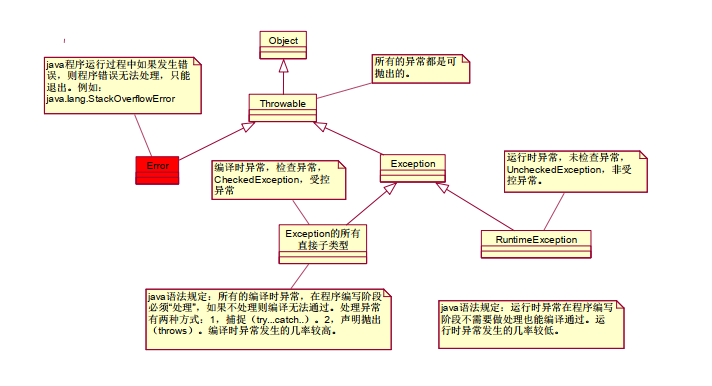 Object
java程序运行过程中如果发生错
误，则程序错误无法处理，只能
退出。例如：
java.lang.StackOverflowError
所有的异常都是可
抛出的。
Throwable
Error
编译时异常，检查异常，
CheckedException，受控
异常
Exception
运行时异常，未检查异常，
UncheckedException，非受
控异常。
Exception的所有
直接子类型
RuntimeException
java语法规定：所有的编译时异常，在程序编写阶段
必须“处理”，如果不处理则编译无法通过。处理异常
有两种方式：1，捕捉（try...catch..）。2，声明抛出
（throws）。编译时异常发生的几率较高。
java语法规定：运行时异常在程序编写
阶段不需要做处理也能编译通过。运
行时异常发生的几率较低。